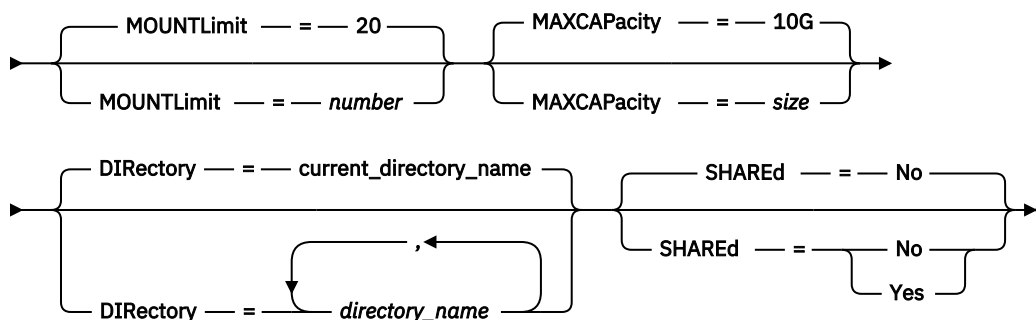 MOUNTLimit = 20 MAXCAPacity = 10G
MOUNTLimit = number MAXCAPacity = size
DIRectory = current_directory_name SHAREd = No
, SHAREd = No
Yes
DIRectory = directory_name